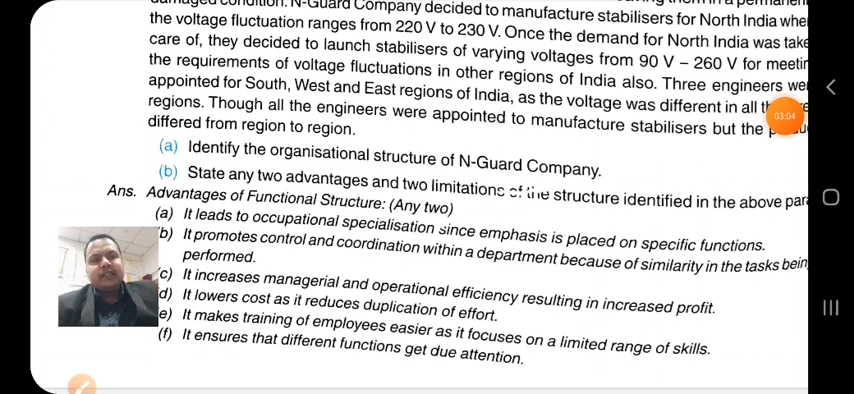 damaged condition. N-Guard Company decided to manufacture stabilisers for North India
the voltage fluctuation ranges from 220 V to 230 V. Once the demand for North India was
care of, they decided to launch stabilisers of varying voltages from 90 V – 260 V for
the requirements of voltage fluctuations in other regions of India also. Three engineers
appointed for South, West and East regions of India, as the voltage was different in all
regions. Though all the engineers were appointed to manufacture stabilisers but the
03:04
differed from region to region.
(a) Identify the organisational structure of N-Guard Company.
(b) State any two advantages and two limitations of the structure identified in the above
Ans. Advantages of Functional Structure: (Any two)
(a) It leads to occupational specialisation since emphasis is placed on specific functions.
b) It promotes control and coordination within a department because of similarity in the tasks
performed.
c) It increases managerial and operational efficiency resulting in increased profit.
d) It lowers cost as it reduces duplication of effort.
e) It makes training of employees easier as it focuses on a limited range of skills.
(f) It ensures that different functions get due attention.